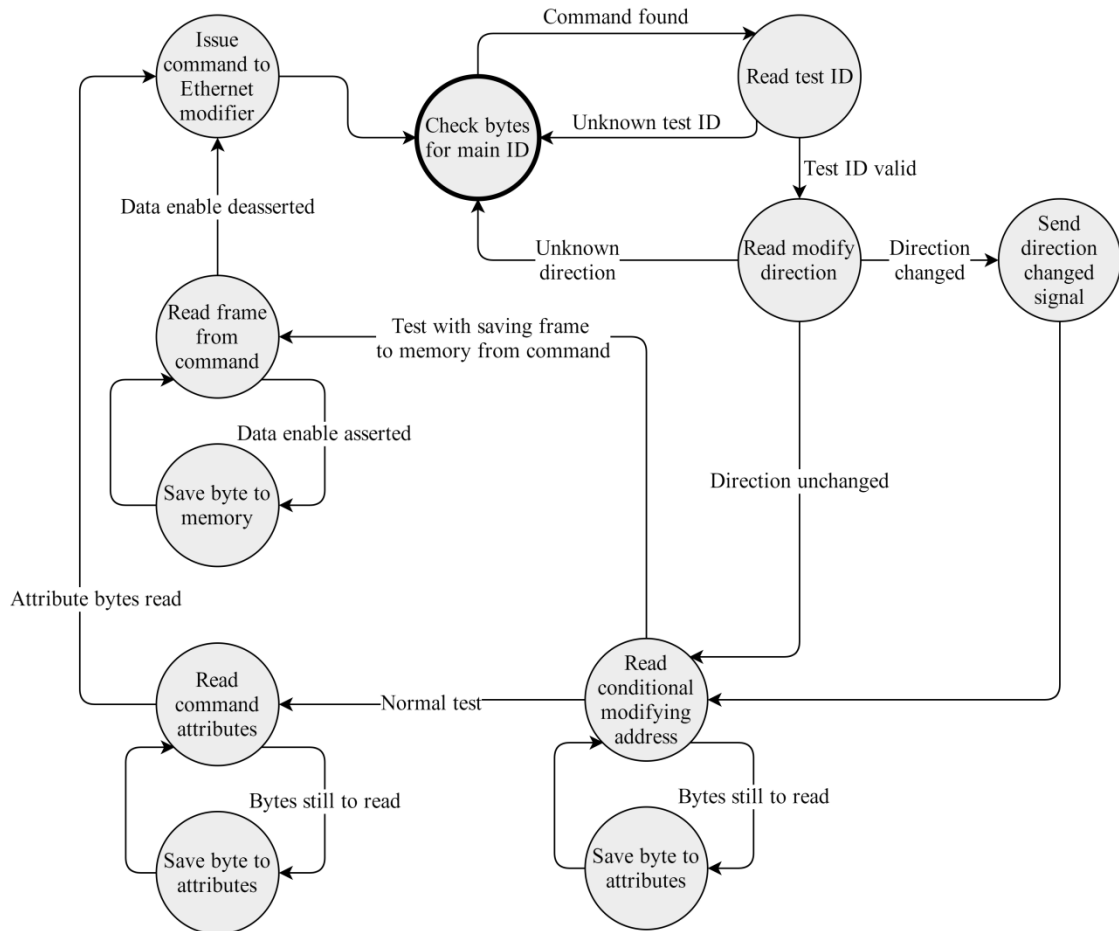 Command found
Issue
command to
Ethernet
modifier
Read test ID
Check bytes
for main ID
Unknown test ID
Test ID valid
Data enable deasserted
Unknown
direction
Read modify
direction
Direction
changed
Send
direction
changed
signal
Read frame
from
command
Test with saving frame
to memory from command
Data enable asserted
Direction unchanged
Save byte to
memory
Attribute bytes read
Read
command
attributes
Normal test
Read
conditional
modifying
address
Bytes still to read
Bytes still to read
Save byte to
attributes
Save byte to
attributes